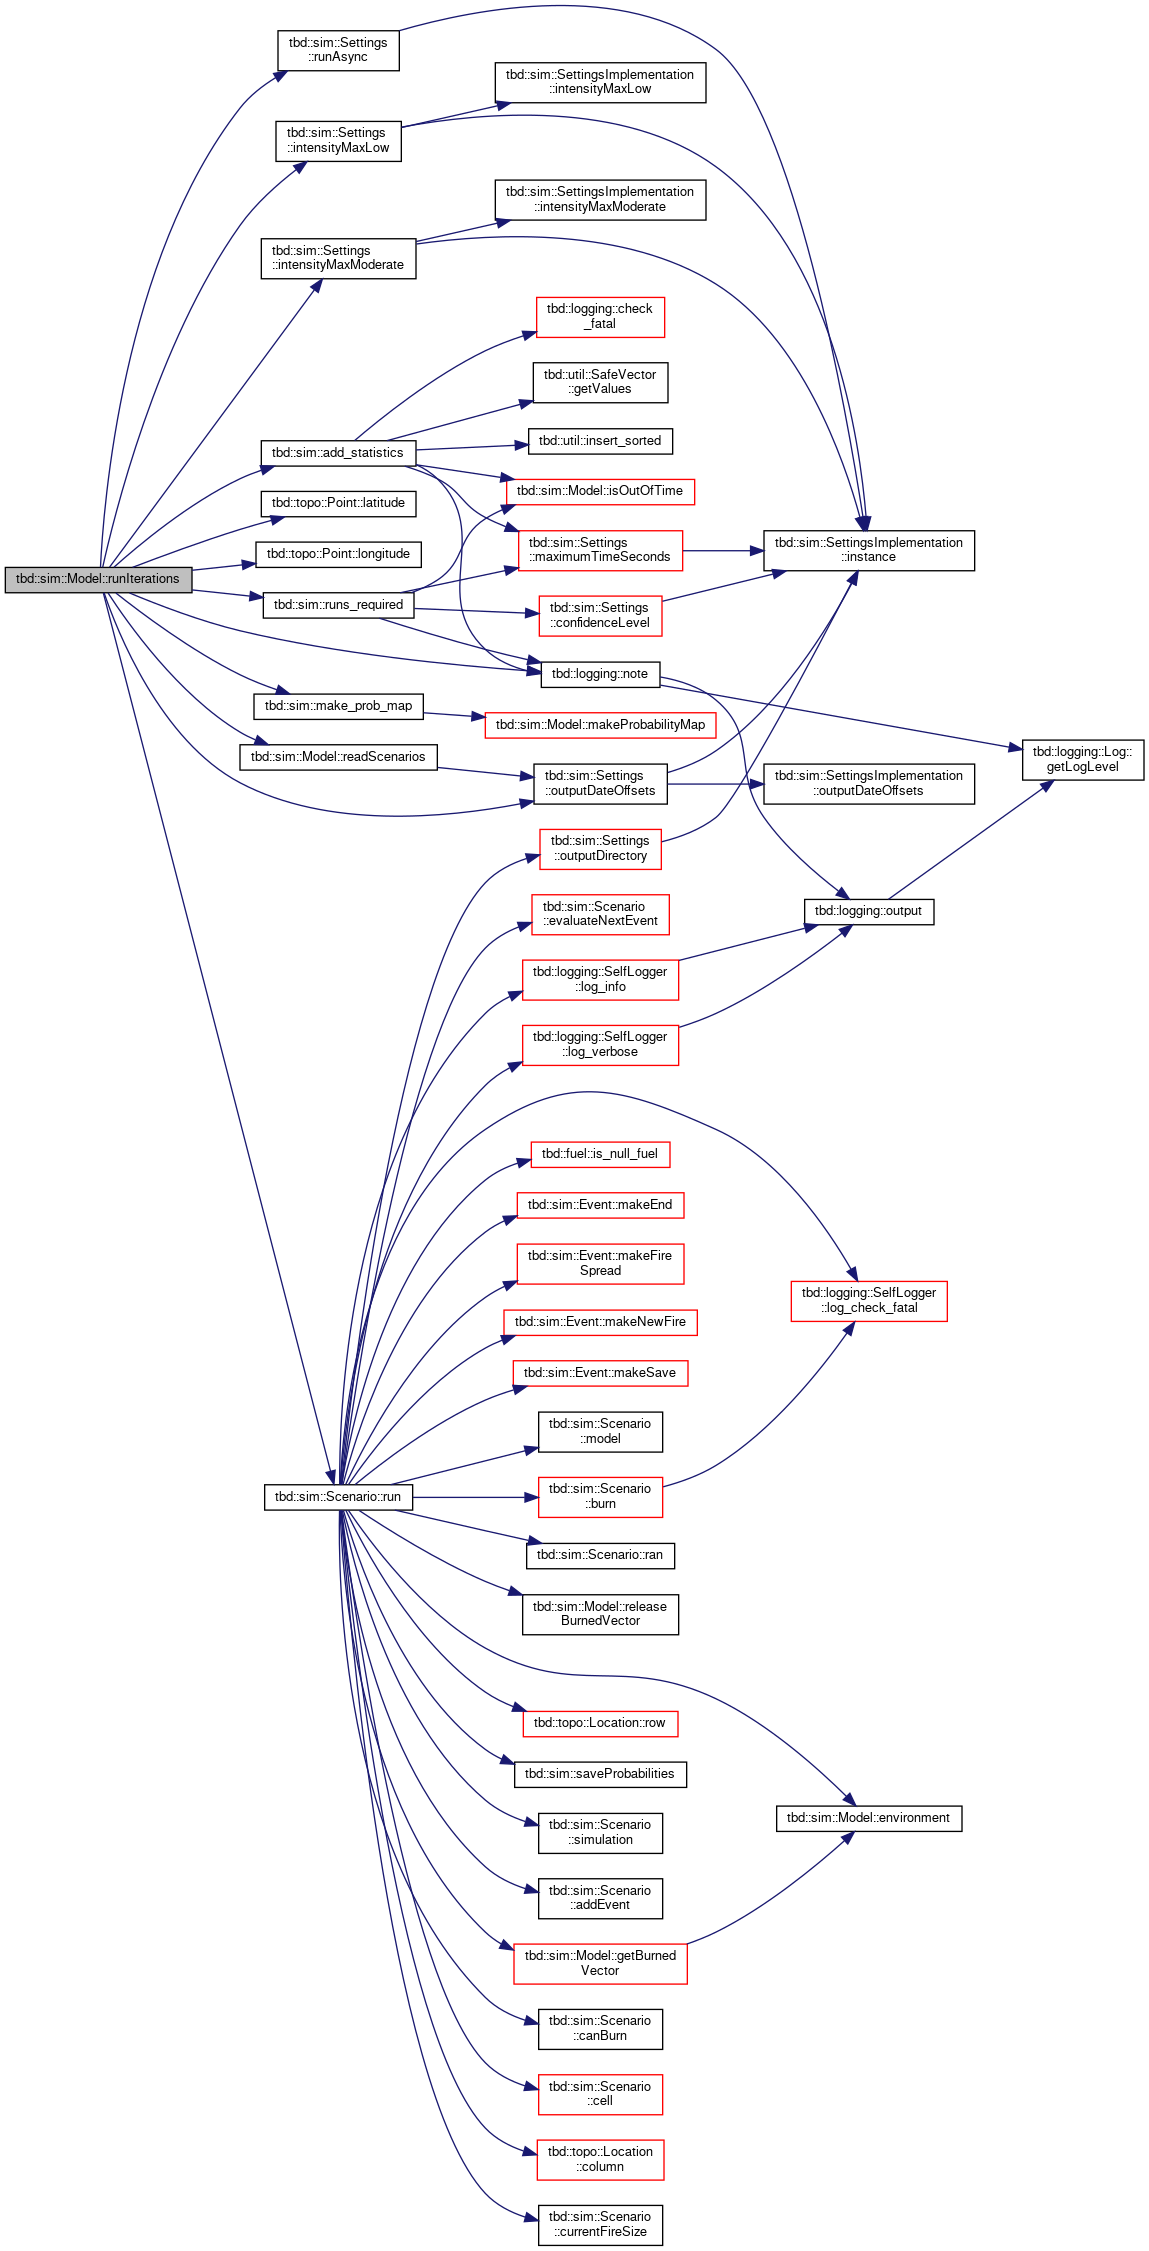 tbd::sim::Settings
::runAsync
tbd::sim::SettingsImplementation
::intensityMaxLow
tbd::sim::Settings
::intensityMaxLow
tbd::sim::SettingsImplementation
::intensityMaxModerate
tbd::sim::Settings
::intensityMaxModerate
tbd::logging::check
_fatal
tbd::util::SafeVector
::getValues
tbd::util::insert_sorted
tbd::sim::add_statistics
tbd::sim::Model::isOutOfTime
tbd::topo::Point::latitude
tbd::sim::Settings
::maximumTimeSeconds
tbd::sim::SettingsImplementation
::instance
tbd::topo::Point::longitude
tbd::sim::Model::runIterations
tbd::sim::runs_required
tbd::sim::Settings
::confidenceLevel
tbd::logging::note
tbd::sim::make_prob_map
tbd::sim::Model::makeProbabilityMap
tbd::sim::Model::readScenarios
tbd::logging::Log::
getLogLevel
tbd::sim::Settings
::outputDateOffsets
tbd::sim::SettingsImplementation
::outputDateOffsets
tbd::sim::Settings
::outputDirectory
tbd::sim::Scenario
::evaluateNextEvent
tbd::logging::output
tbd::logging::SelfLogger
::log_info
tbd::logging::SelfLogger
::log_verbose
tbd::fuel::is_null_fuel
tbd::sim::Event::makeEnd
tbd::sim::Event::makeFire
Spread
tbd::logging::SelfLogger
::log_check_fatal
tbd::sim::Event::makeNewFire
tbd::sim::Event::makeSave
tbd::sim::Scenario
::model
tbd::sim::Scenario::run
tbd::sim::Scenario
::burn
tbd::sim::Scenario::ran
tbd::sim::Model::release
BurnedVector
tbd::topo::Location::row
tbd::sim::saveProbabilities
tbd::sim::Model::environment
tbd::sim::Scenario
::simulation
tbd::sim::Scenario
::addEvent
tbd::sim::Model::getBurned
Vector
tbd::sim::Scenario
::canBurn
tbd::sim::Scenario
::cell
tbd::topo::Location
::column
tbd::sim::Scenario
::currentFireSize